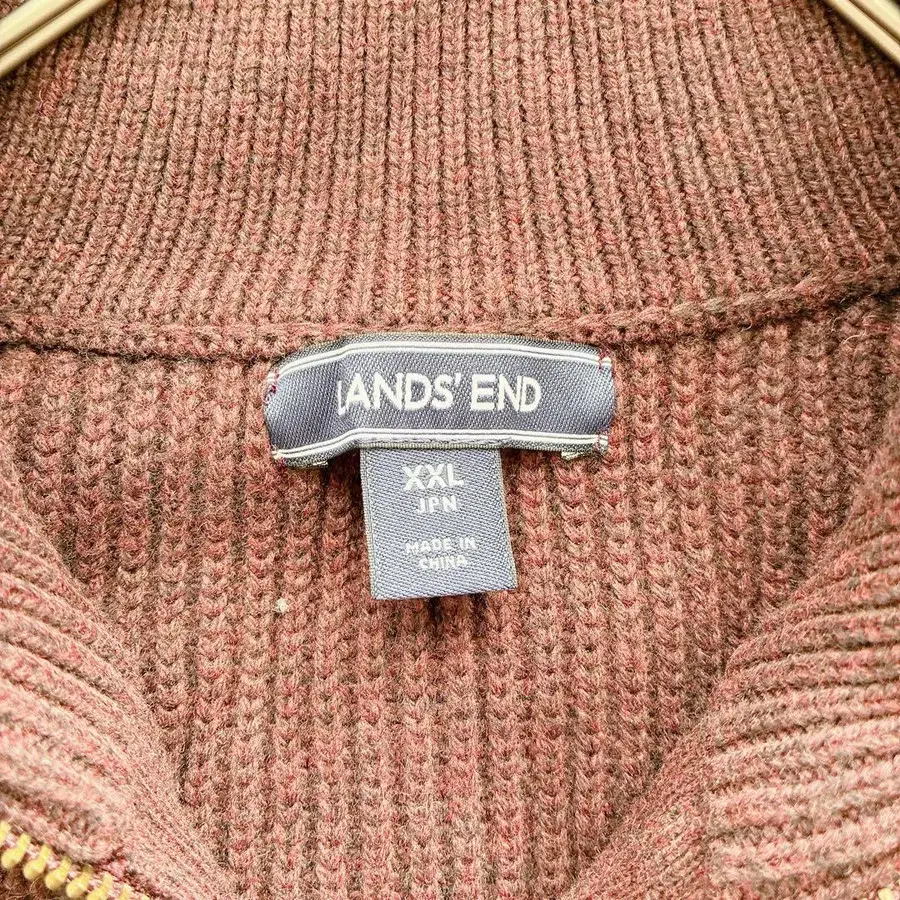 LANDS' END
XXL
JPN
MADE IN
CHINA